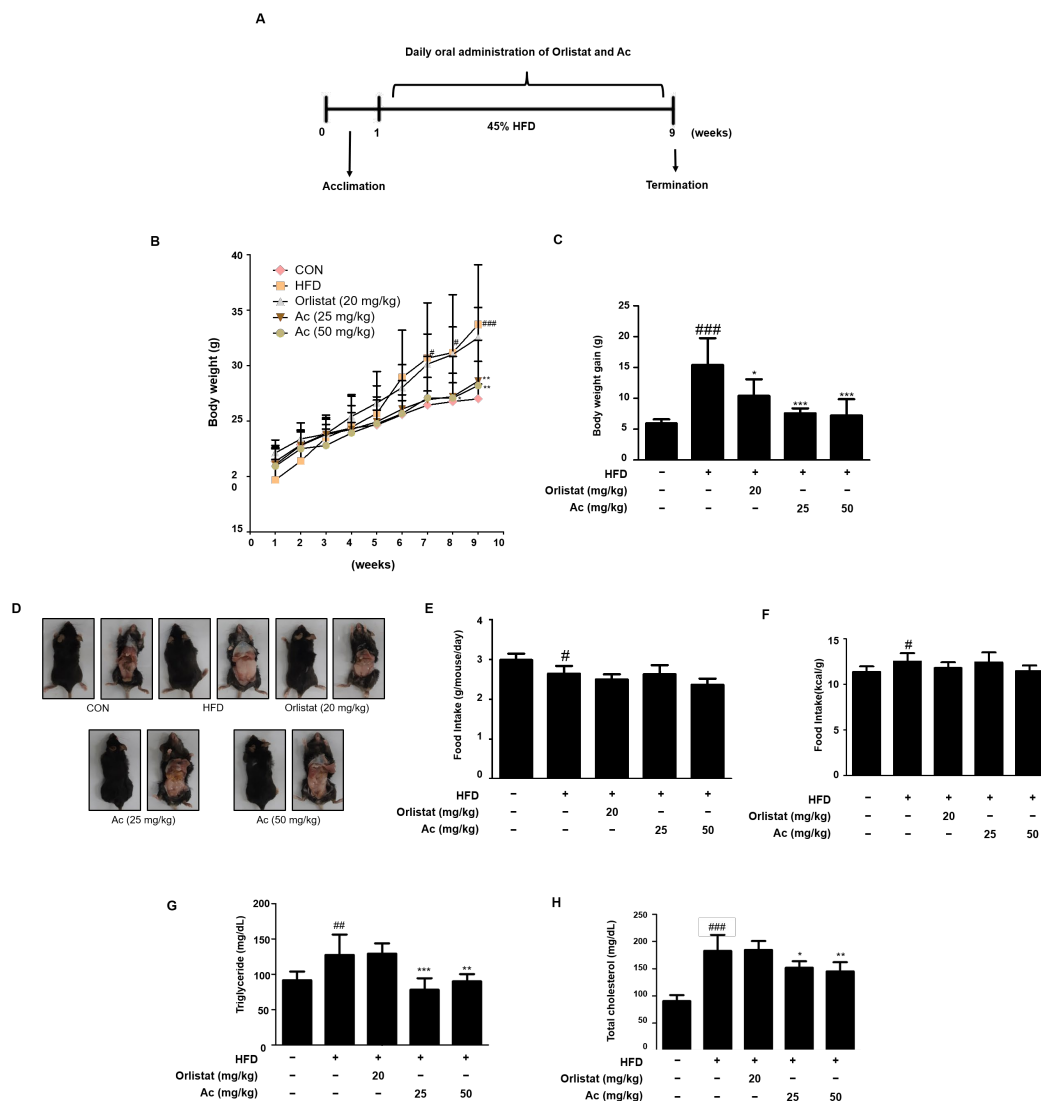 A
Daily oral administration of Orlistat and Ac
0 1 45% HFD 9 (weeks)
Acclimation Termination
B
Body weight (g)
40
35
30
25
2
0
15
CON
HFD
Orlistat (20 mg/kg)
Ac (25 mg/kg)
Ac (50 mg/kg)
###
#
#
**
**
0 1 2 3 4 5 6 7 8 9 10
(weeks)
C
Body weight gain (g)
25
20
15
10
5
0
###
*
***
***
HFD – + + + +
Orlistat (mg/kg) – – 20 – –
Ac (mg/kg) – – – 25 50
D
CON HFD Orlistat (20 mg/kg)
Ac (25 mg/kg) Ac (50 mg/kg)
E
Food Intake (g/mouse/day)
4
3
2
1
0
#
HFD – + + + +
Orlistat (mg/kg) – – 20 – –
Ac (mg/kg) – – – 25 50
F
Food Intake(kcal/g)
15
10
5
0
#
HFD – + + + +
Orlistat (mg/kg) – – 20 – –
Ac (mg/kg) – – – 25 50
G
Triglyceride (mg/dL)
200
150
100
50
0
##
***
**
HFD – + + + +
Orlistat (mg/kg) – – 20 – –
Ac (mg/kg) – – – 25 50
H
Total cholesterol (mg/dL)
250
200
150
100
50
0
###
*
**
HFD – + + + +
Orlistat (mg/kg) – – 20 – –
Ac (mg/kg) – – – 25 50